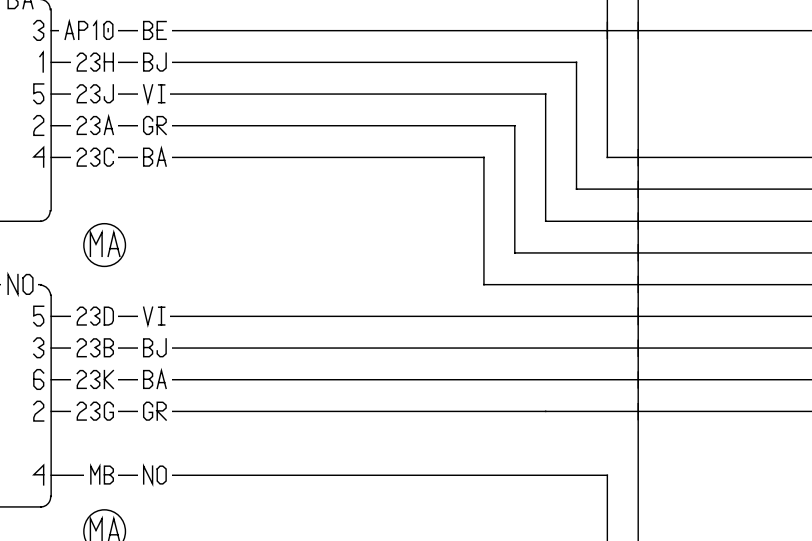 BA
3 AP10 BE
1 23H BJ
5 23J VI
2 23A GR
4 23C BA
MA
NO
5 23D VI
3 23B BJ
6 23K BA
2 23G GR
4 MB NO
MA